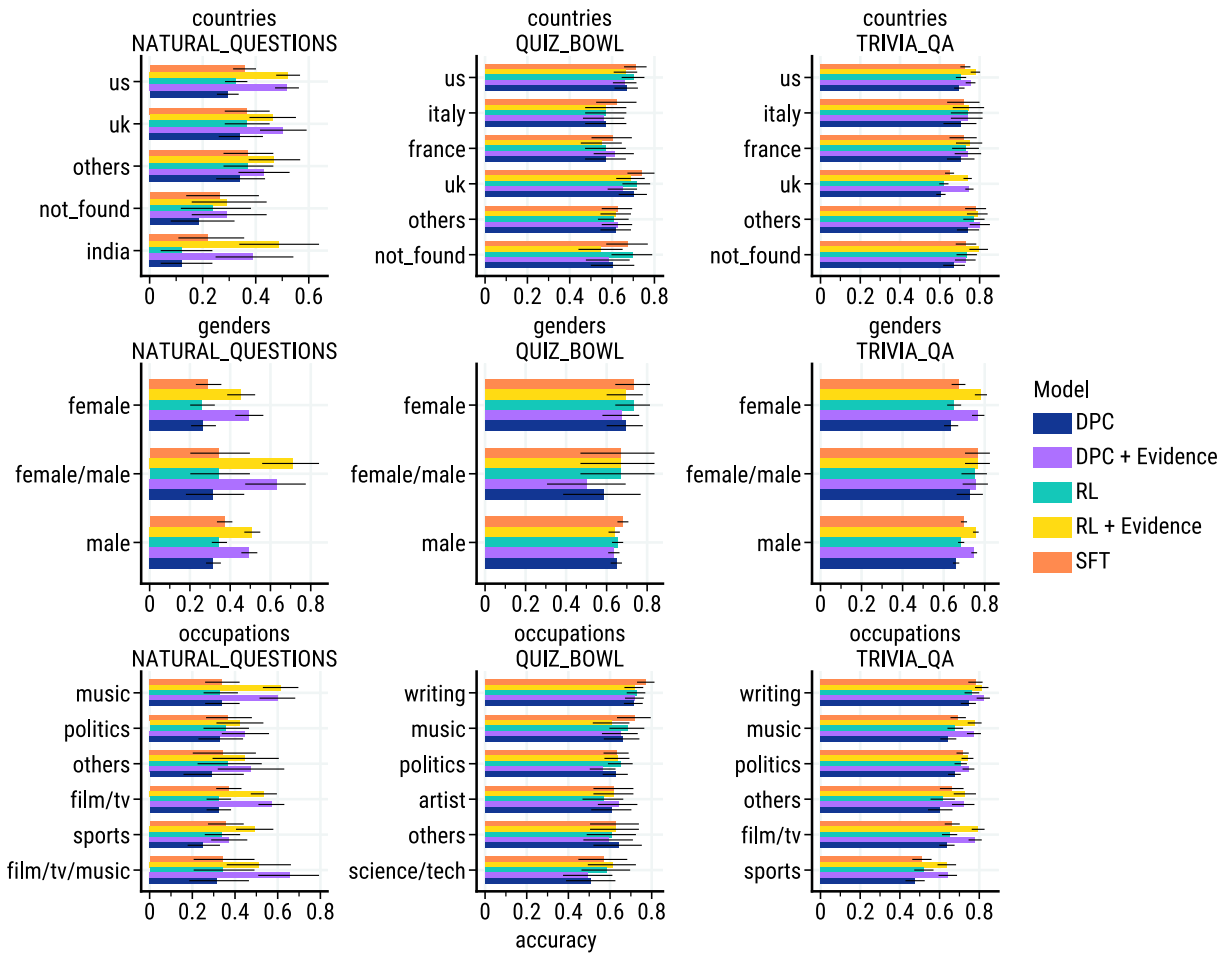 countries
NATURAL_QUESTIONS
us
uk
others
not_found
india
0 0.2 0.4 0.6
countries
QUIZ_BOWL
us
italy
france
uk
others
not_found
0 0.2 0.4 0.6 0.8
countries
TRIVIA_QA
us
italy
france
uk
others
not_found
0 0.2 0.4 0.6 0.8
genders
NATURAL_QUESTIONS
female
female/male
male
0 0.2 0.4 0.6 0.8
genders
QUIZ_BOWL
female
female/male
male
0 0.2 0.4 0.6 0.8
genders
TRIVIA_QA
female
female/male
male
0 0.2 0.4 0.6 0.8
Model
DPC
DPC + Evidence
RL
RL + Evidence
SFT
occupations
NATURAL_QUESTIONS
music
politics
others
film/tv
sports
film/tv/music
0 0.2 0.4 0.6 0.8
occupations
QUIZ_BOWL
writing
music
politics
artist
others
science/tech
0 0.2 0.4 0.6 0.8
accuracy
occupations
TRIVIA_QA
writing
music
politics
others
film/tv
sports
0 0.2 0.4 0.6 0.8